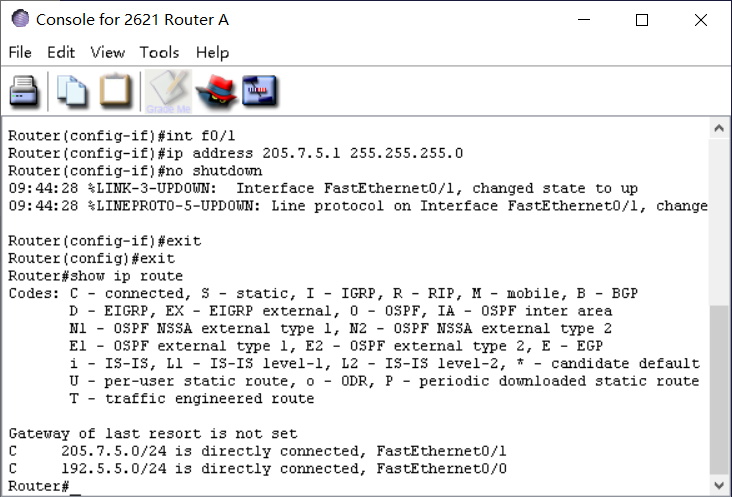 Console for 2621 Router A
File Edit View Tools Help
Grade Me
Router(config-if)#int f0/1
Router(config-if)#ip address 205.7.5.1 255.255.255.0
Router(config-if)#no shutdown
09:44:28 %LINK-3-UPDOWN:  Interface FastEthernet0/1, changed state to up
09:44:28 %LINEPROTO-5-UPDOWN: Line protocol on Interface FastEthernet0/1, change
Router(config-if)#exit
Router(config)#exit
Router#show ip route
Codes: C - connected, S - static, I - IGRP, R - RIP, M - mobile, B - BGP
       D - EIGRP, EX - EIGRP external, O - OSPF, IA - OSPF inter area
       N1 - OSPF NSSA external type 1, N2 - OSPF NSSA external type 2
       E1 - OSPF external type 1, E2 - OSPF external type 2, E - EGP
       i - IS-IS, L1 - IS-IS level-1, L2 - IS-IS level-2, * - candidate default
       U - per-user static route, o - ODR, P - periodic downloaded static route
       T - traffic engineered route
Gateway of last resort is not set
C      205.7.5.0/24 is directly connected, FastEthernet0/1
C      192.5.5.0/24 is directly connected, FastEthernet0/0
Router#_